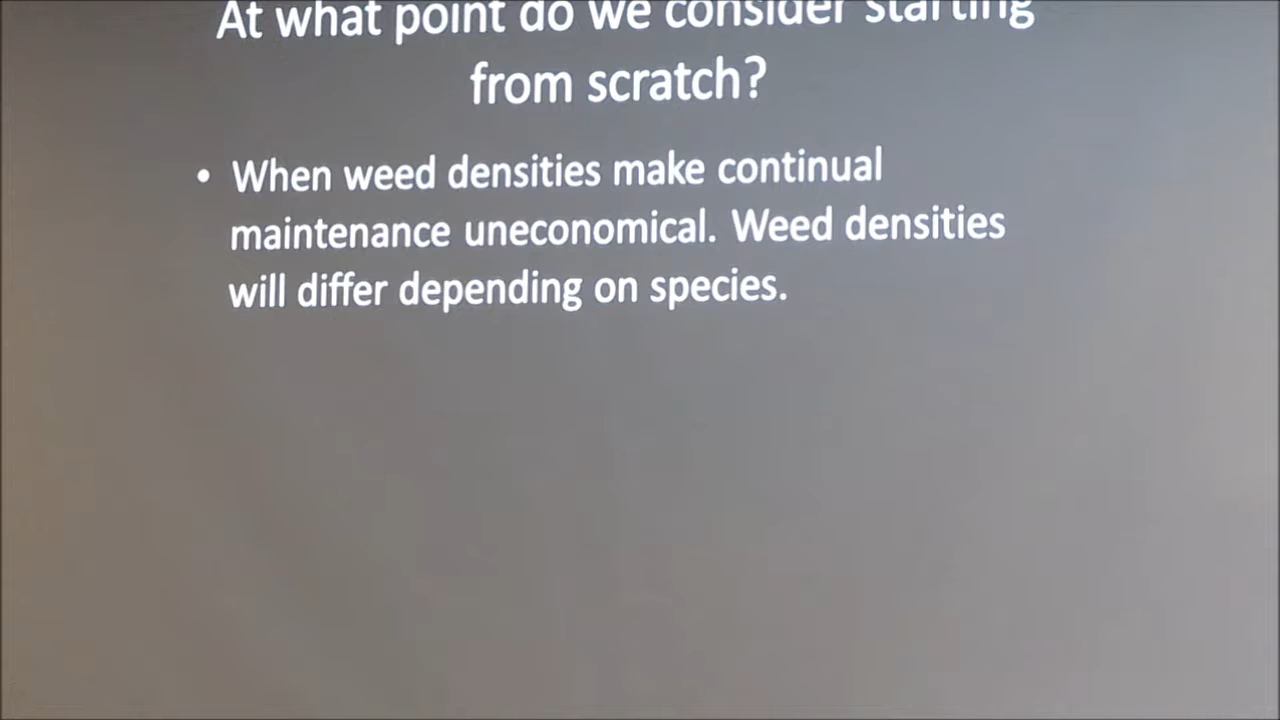 At what point do we consider starting
from scratch?
• When weed densities make continual
maintenance uneconomical. Weed densities
will differ depending on species.